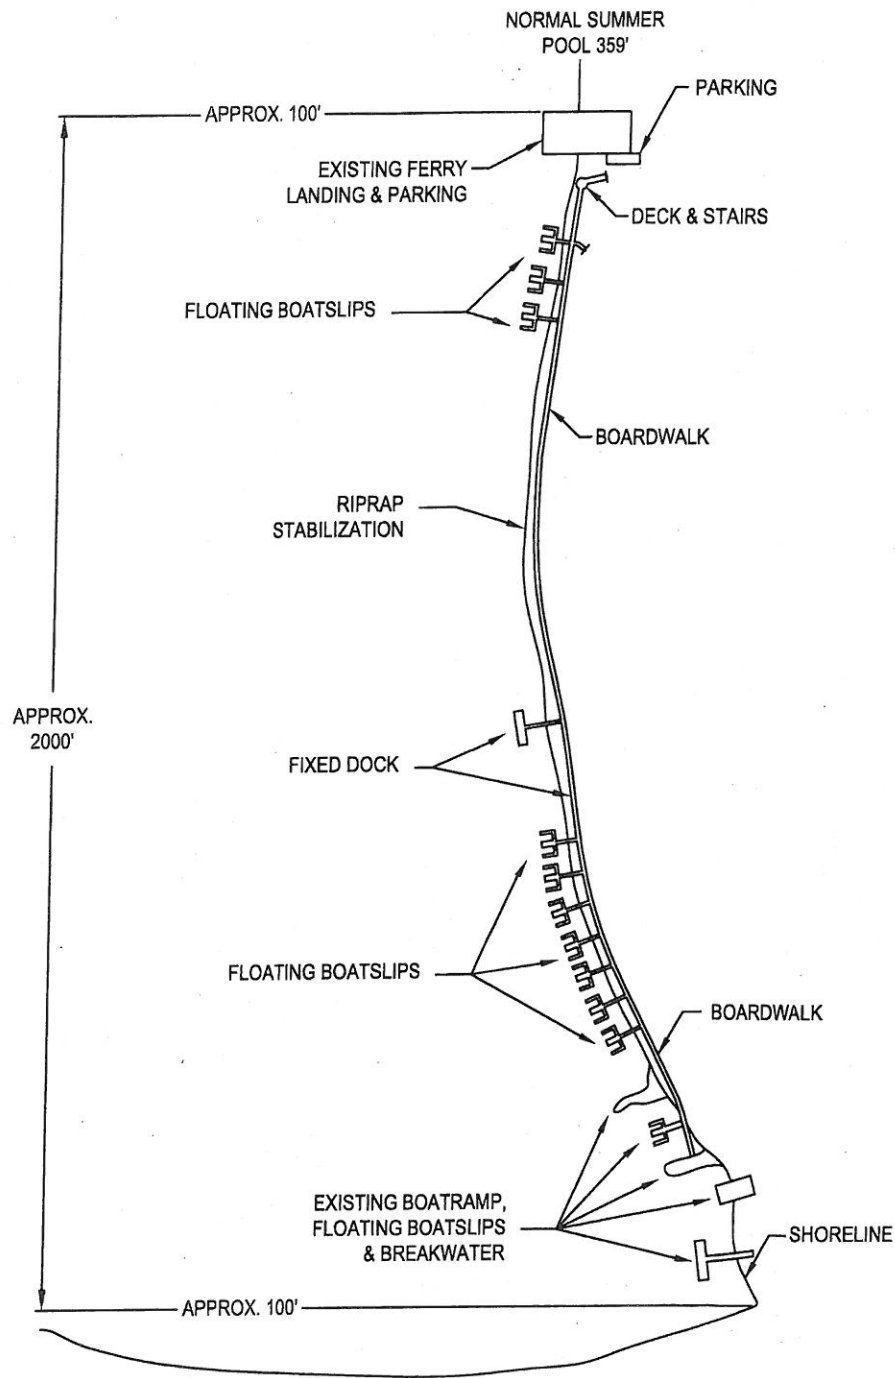 NORMAL SUMMER
POOL 359'
PARKING
APPROX. 100'
EXISTING FERRY
LANDING & PARKING
DECK & STAIRS
FLOATING BOATSLIPS
BOARDWALK
RIPRAP
STABILIZATION
APPROX.
2000'
FIXED DOCK
FLOATING BOATSLIPS
BOARDWALK
EXISTING BOATRAMP,
FLOATING BOATSLIPS
& BREAKWATER
SHORELINE
APPROX. 100'